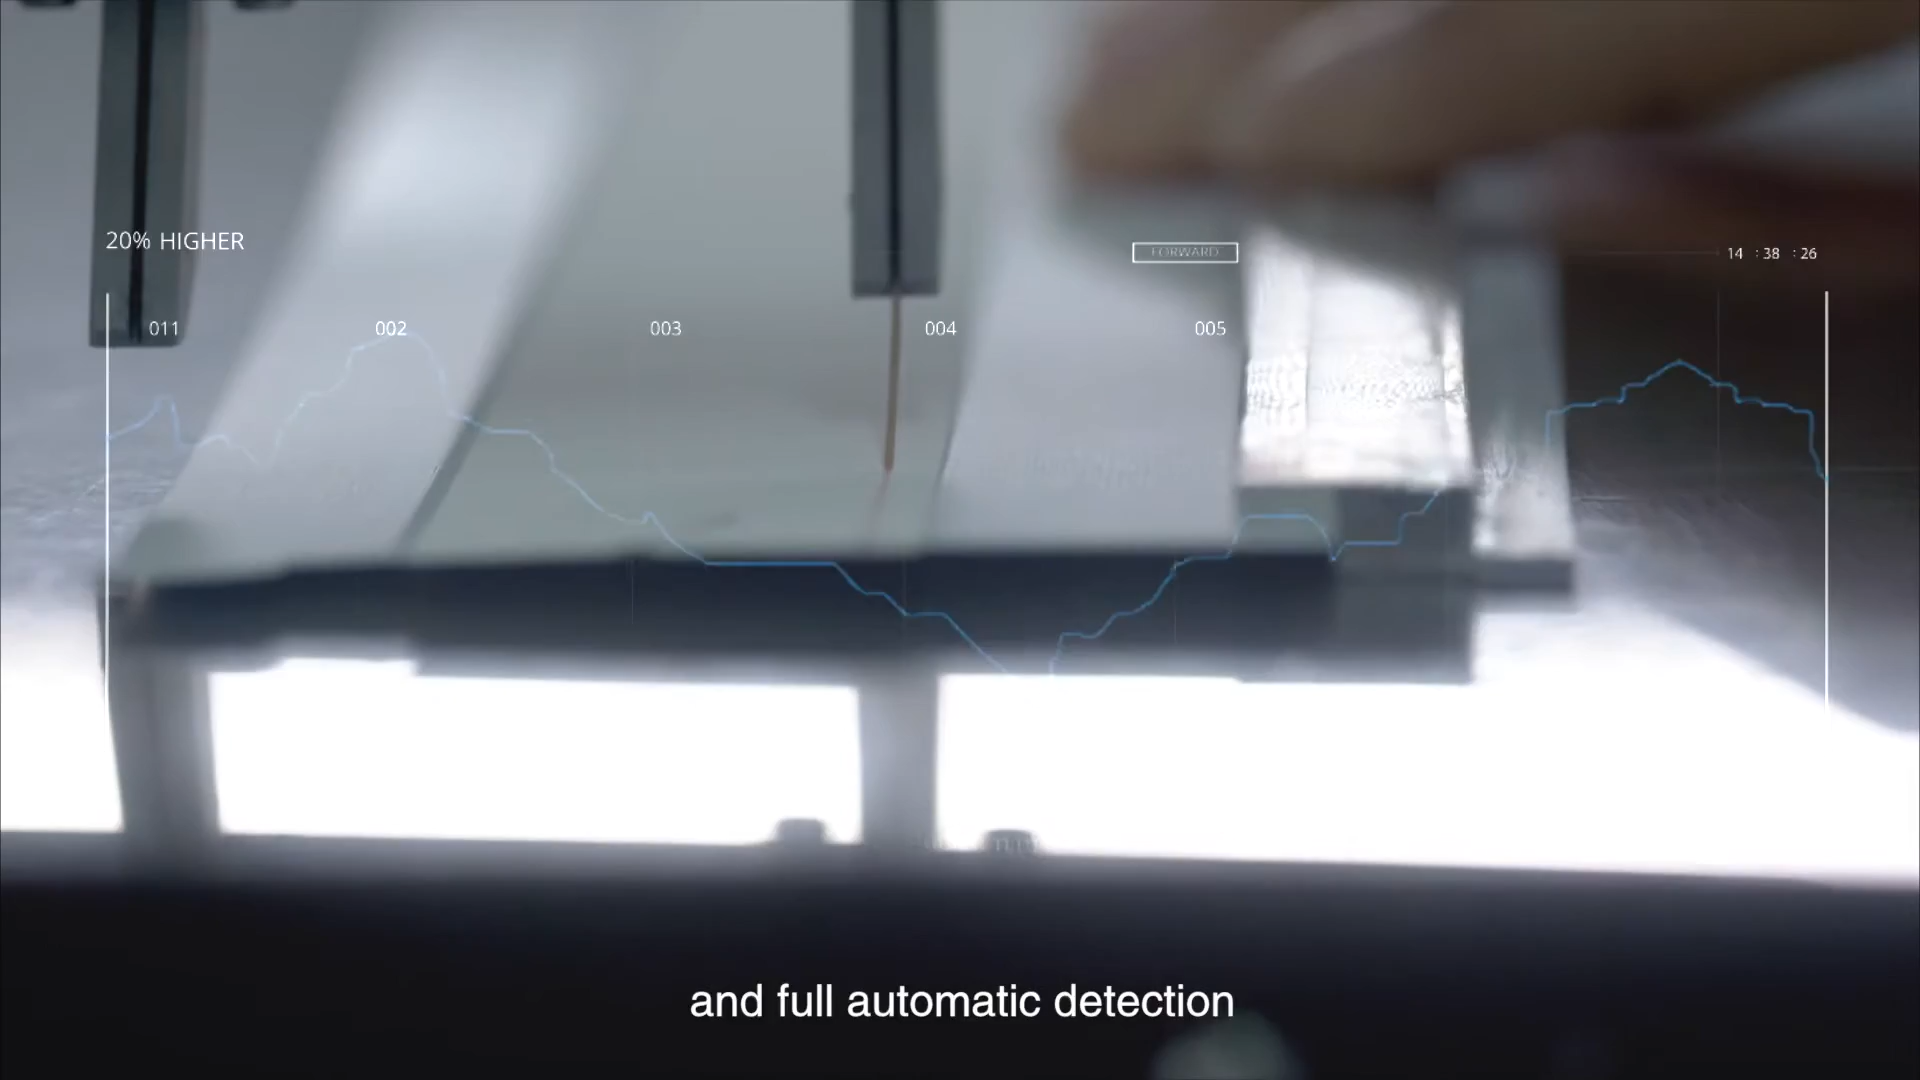 20% HIGHER
FORWARD
14 : 38 : 26
011 002 003 004 005
and full automatic detection